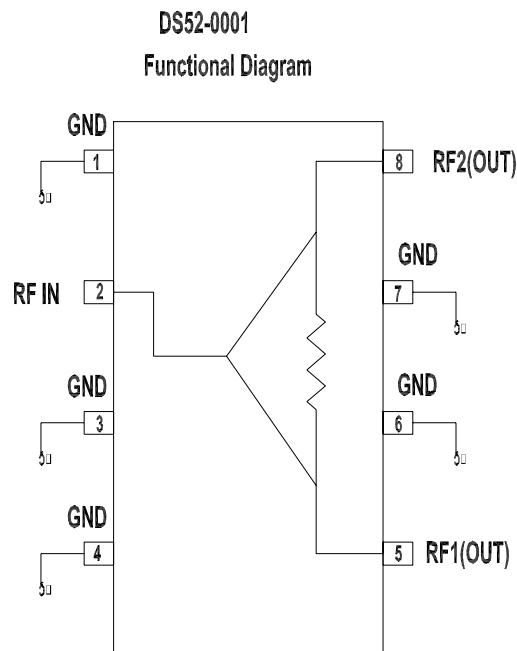 DS52-0001
Functional Diagram
GND
1
8
RF2(OUT)
RF IN
2
GND
7
GND
3
GND
6
GND
4
5
RF1(OUT)